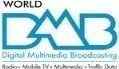 WORLD
DMB
Digital Multimedia Broadcasting
Radio • Mobile TV • Multimedia • Traffic Data